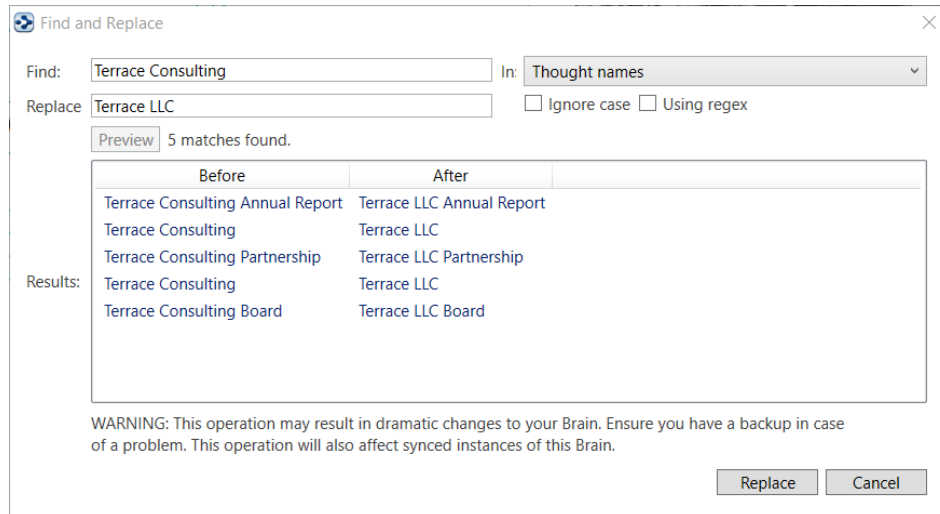 Find and Replace
Find: Terrace Consulting In: Thought names
Replace Terrace LLC Ignore case Using regex
Preview 5 matches found.
Before After
Terrace Consulting Annual Report Terrace LLC Annual Report
Terrace Consulting Terrace LLC
Terrace Consulting Partnership Terrace LLC Partnership
Results: Terrace Consulting Terrace LLC
Terrace Consulting Board Terrace LLC Board
WARNING: This operation may result in dramatic changes to your Brain. Ensure you have a backup in case
of a problem. This operation will also affect synced instances of this Brain.
Replace Cancel